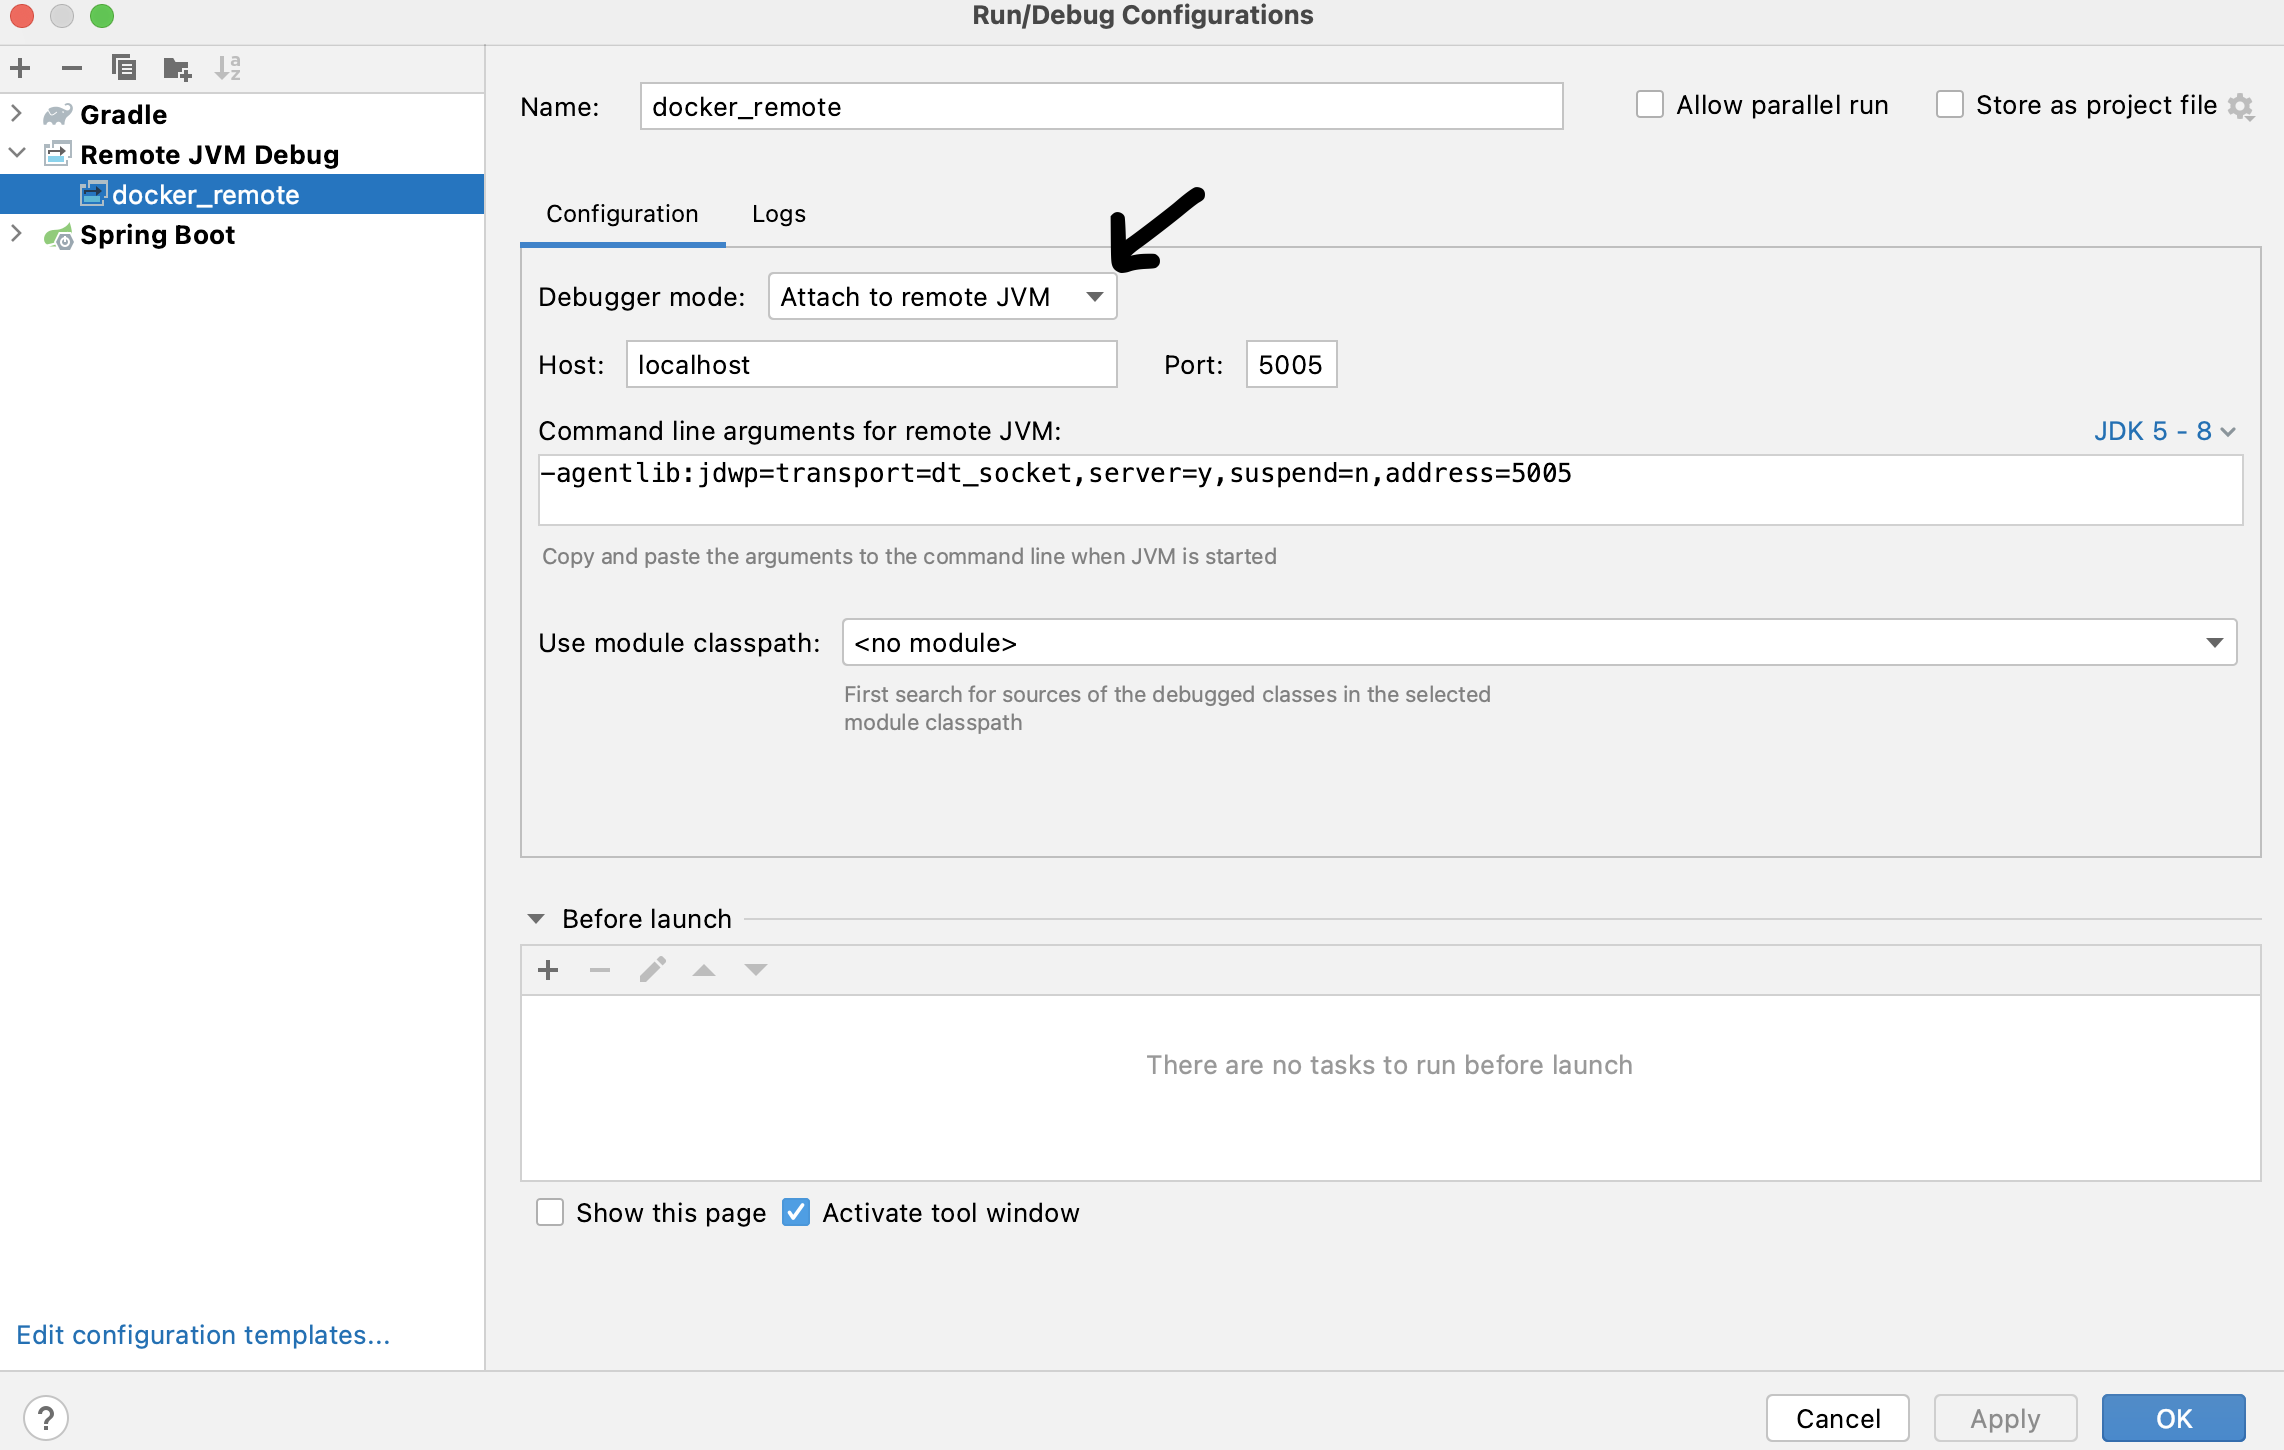 Run/Debug Configurations
Gradle
Remote JVM Debug
docker_remote
Spring Boot
Edit configuration templates...
Name: docker_remote
Allow parallel run
Store as project file
Configuration Logs
Debugger mode: Attach to remote JVM
Host: localhost Port: 5005
Command line arguments for remote JVM: JDK 5 - 8
-agentlib:jdwp=transport=dt_socket,server=y,suspend=n,address=5005
Copy and paste the arguments to the command line when JVM is started
Use module classpath: <no module>
First search for sources of the debugged classes in the selected
module classpath
Before launch
There are no tasks to run before launch
Show this page Activate tool window
? Cancel Apply OK